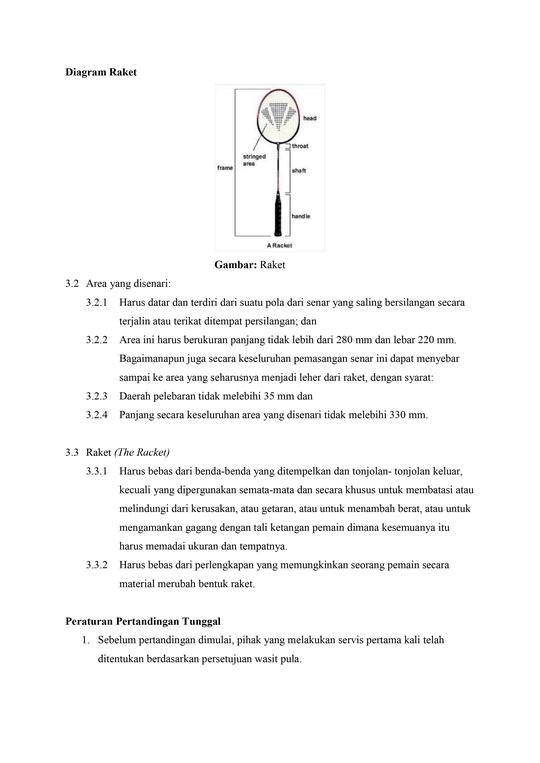 Diagram Raket
head
throat
stringed
area
frame
shaft
handle
A Racket
Gambar: Raket
3.2 Area yang disenari:
3.2.1 Harus datar dan terdiri dari suatu pola dari senar yang saling bersilangan secara
terjalin atau terikat ditempat persilangan; dan
3.2.2 Area ini harus berukuran panjang tidak lebih dari 280 mm dan lebar 220 mm.
Bagaimanapun juga secara keseluruhan pemasangan senar ini dapat menyebar
sampai ke area yang seharusnya menjadi leher dari raket, dengan syarat:
3.2.3 Daerah pelebaran tidak melebihi 35 mm dan
3.2.4 Panjang secara keseluruhan area yang disenari tidak melebihi 330 mm.
3.3 Raket (The Racket)
3.3.1 Harus bebas dari benda-benda yang ditempelkan dan tonjolan- tonjolan keluar,
kecuali yang dipergunakan semata-mata dan secara khusus untuk membatasi atau
melindungi dari kerusakan, atau getaran, atau untuk menambah berat, atau untuk
mengamankan gagang dengan tali ketangan pemain dimana kesemuanya itu
harus memadai ukuran dan tempatnya.
3.3.2 Harus bebas dari perlengkapan yang memungkinkan seorang pemain secara
material merubah bentuk raket.
Peraturan Pertandingan Tunggal
1. Sebelum pertandingan dimulai, pihak yang melakukan servis pertama kali telah
ditentukan berdasarkan persetujuan wasit pula.